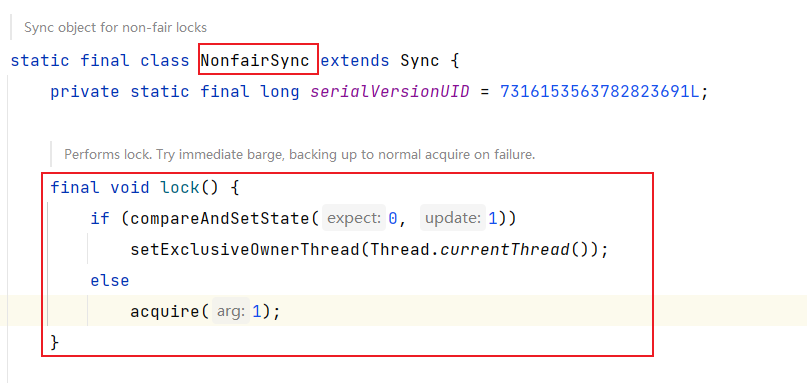 Sync object for non-fair locks
static final class NonfairSync extends Sync {
private static final long serialVersionUID = 7316153563782823691L;
Performs lock. Try immediate barge, backing up to normal acquire on failure.
final void lock() {
if (compareAndSetState( expect: 0, update: 1))
setExclusiveOwnerThread(Thread.currentThread());
else
acquire( arg: 1);
}